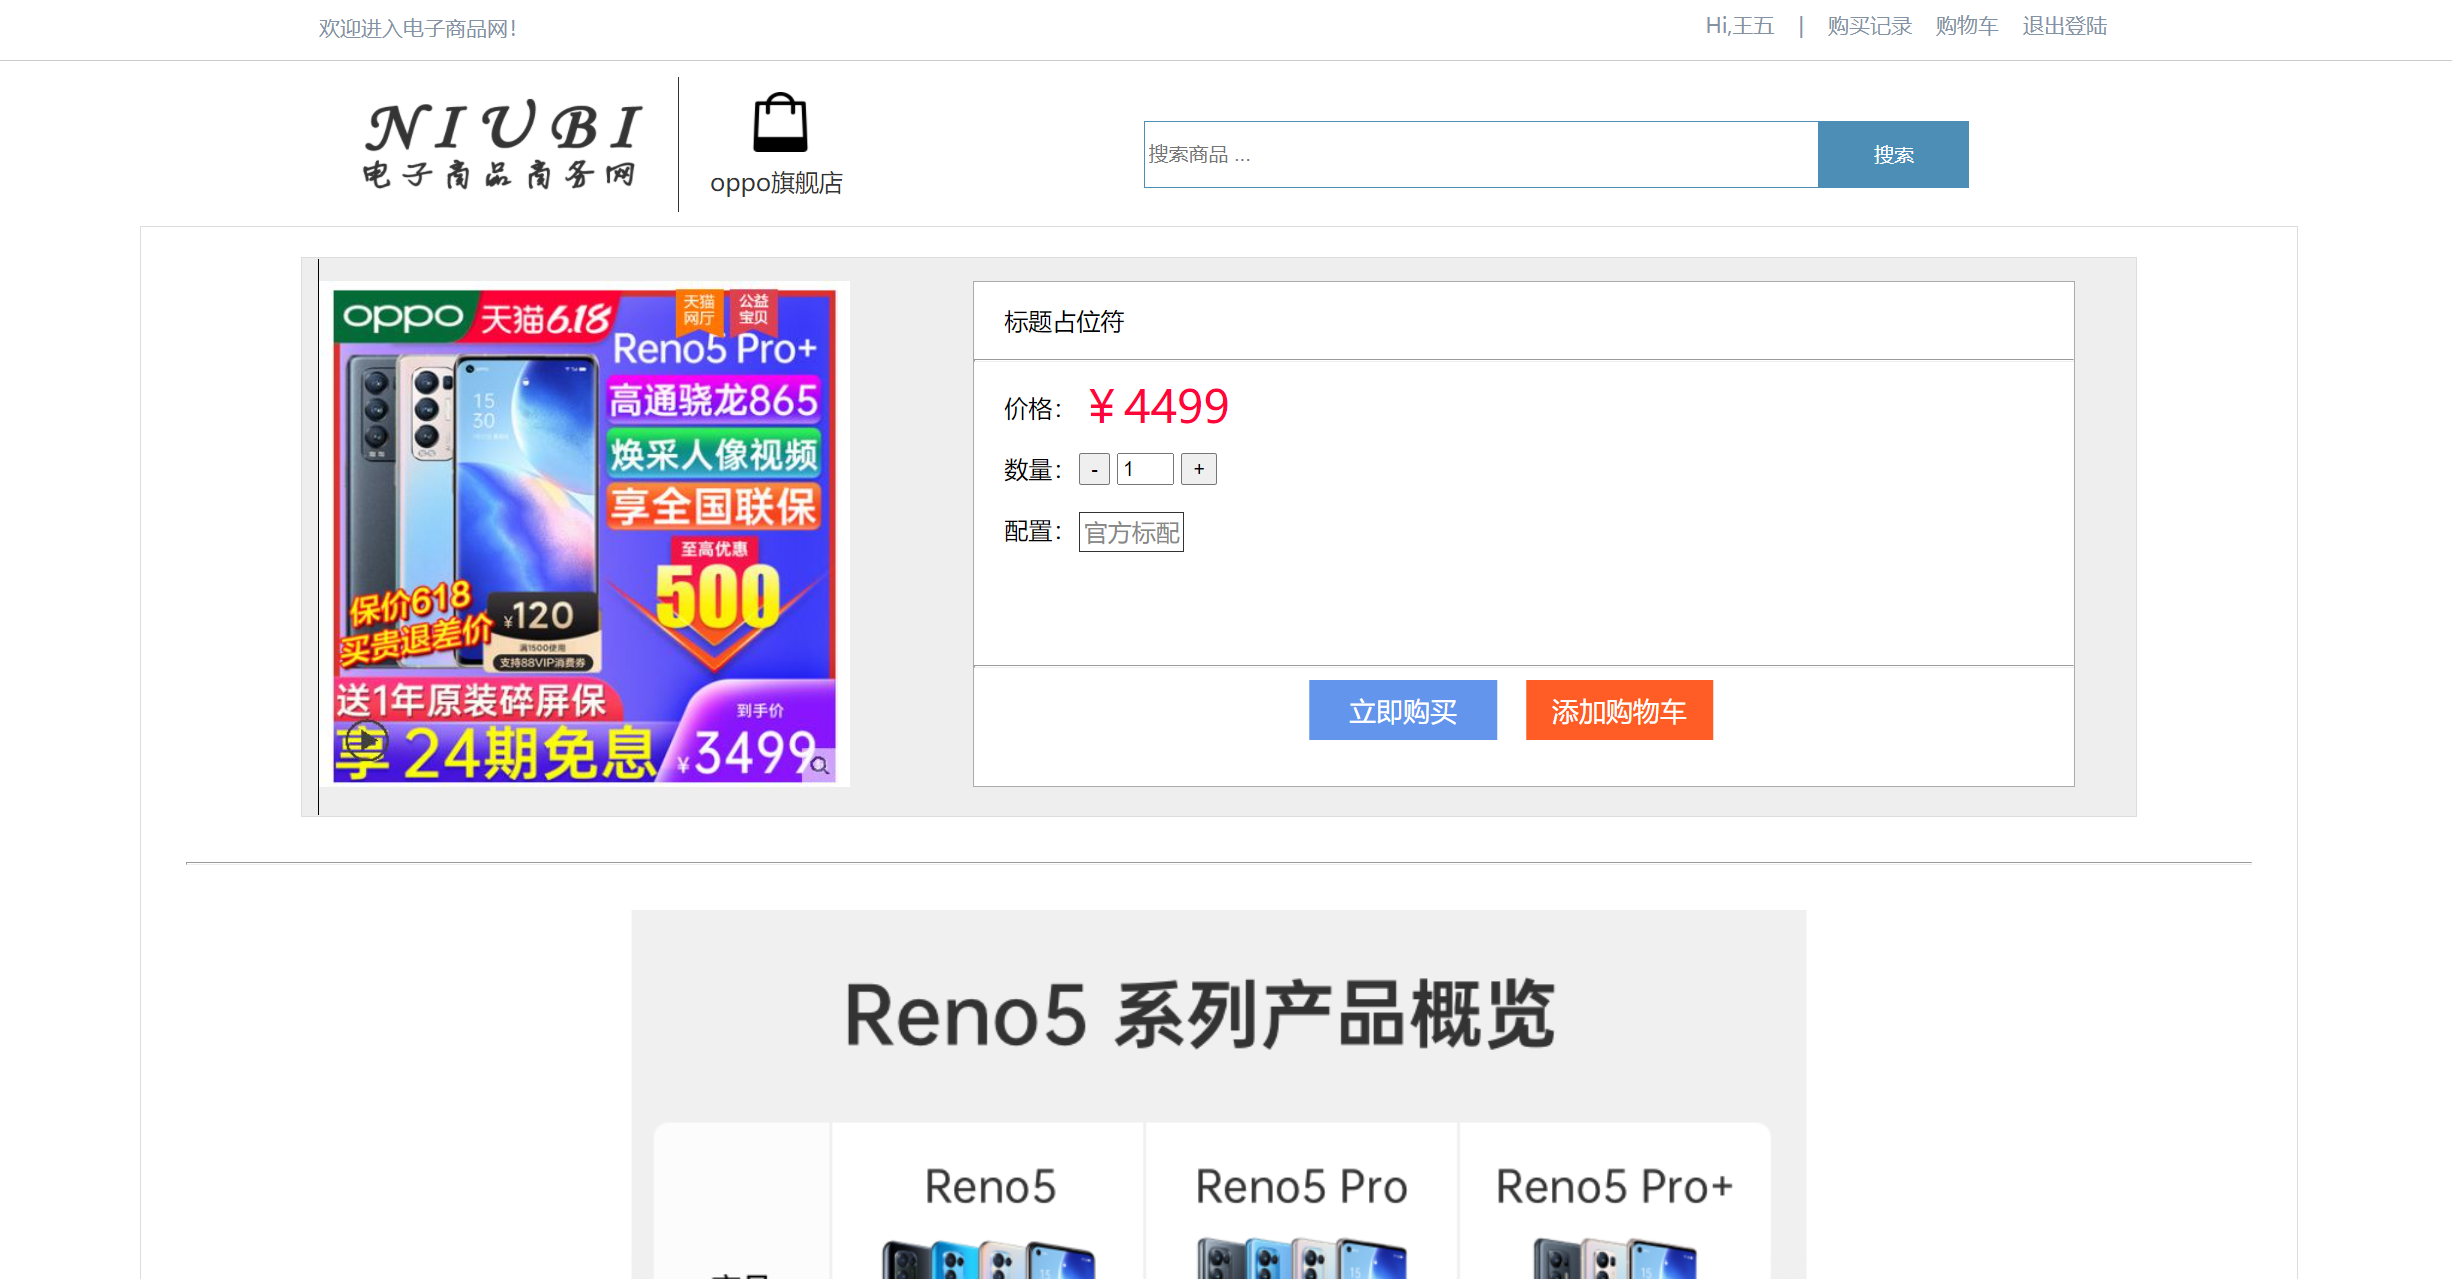 欢迎进入电子商品网！
Hi,王五 | 购买记录 购物车 退出登陆
NIUBI
电子商品商务网
oppo旗舰店
搜索商品 ...
搜索
oppo 天猫6.18
天猫网厅
公益宝贝
Reno5 Pro+
高通骁龙865
焕采人像视频
享全国联保
至高优惠
500
15
30
保价618
买贵退差价
¥120
满1500使用
支持88VIP消费券
送1年原装碎屏保
享 24期免息
到手价
¥3499
标题占位符
价格： ¥4499
数量： - 1 +
配置： 官方标配
立即购买
添加购物车
Reno5 系列产品概览
Reno5
Reno5 Pro
Reno5 Pro+
15
15
15